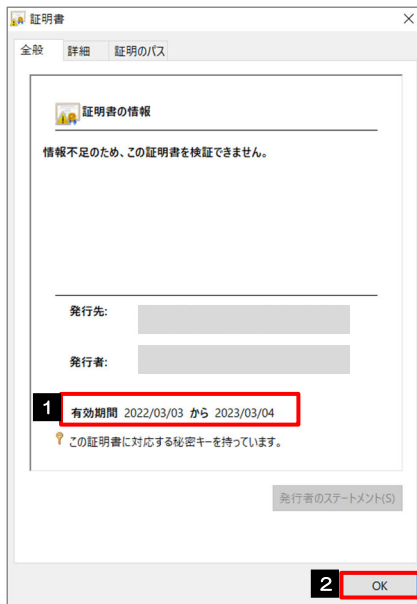 証明書
全般 詳細 証明のパス
証明書の情報
情報不足のため、この証明書を検証できません。
発行先:
発行者:
1 有効期間 2022/03/03 から 2023/03/04
この証明書に対応する秘密キーを持っています。
発行者のステートメント(S)
2 OK